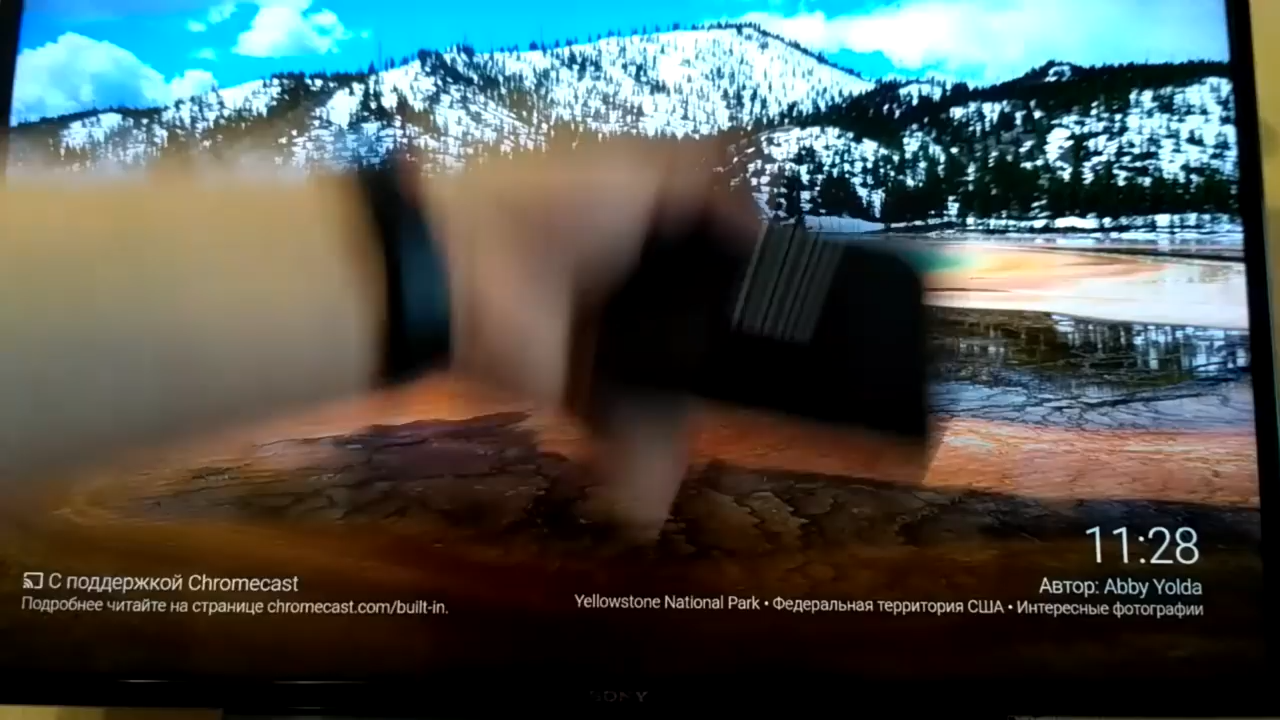 11:28
Автор: Abby Yolda
С поддержкой Chromecast
Подробнее читайте на странице chromecast.com/built-in.
Yellowstone National Park • Федеральная территория США • Интересные фотографии
SONY